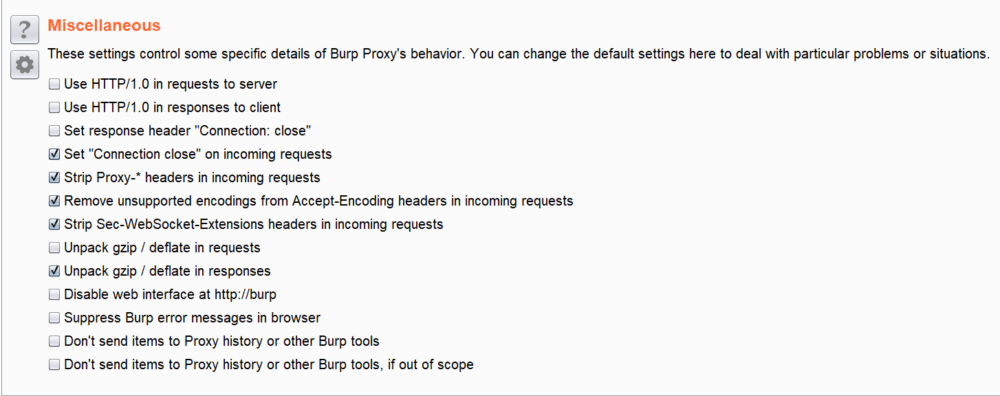 ?
Miscellaneous
These settings control some specific details of Burp Proxy's behavior. You can change the default settings here to deal with particular problems or situations.
Use HTTP/1.0 in requests to server
Use HTTP/1.0 in responses to client
Set response header "Connection: close"
Set "Connection close" on incoming requests
Strip Proxy-* headers in incoming requests
Remove unsupported encodings from Accept-Encoding headers in incoming requests
Strip Sec-WebSocket-Extensions headers in incoming requests
Unpack gzip / deflate in requests
Unpack gzip / deflate in responses
Disable web interface at http://burp
Suppress Burp error messages in browser
Don't send items to Proxy history or other Burp tools
Don't send items to Proxy history or other Burp tools, if out of scope